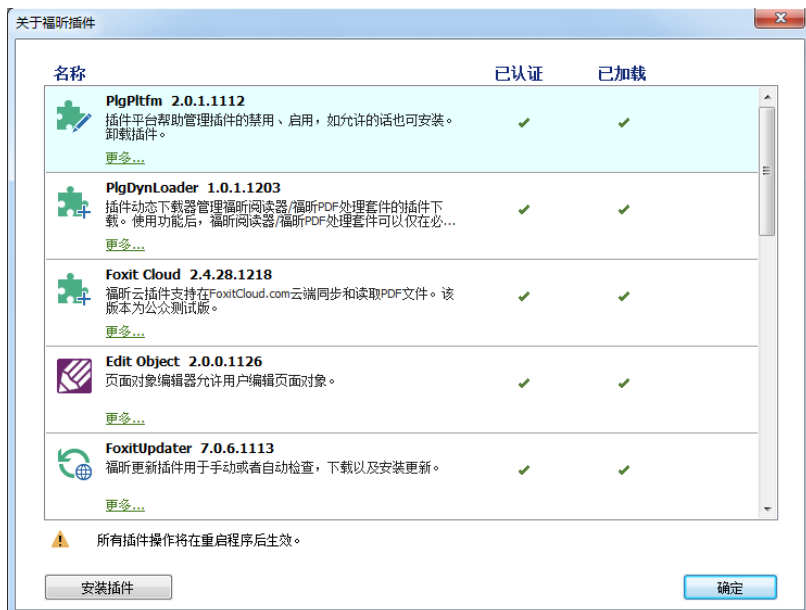 关于福昕插件
名称 已认证 已加载
PlgPltfm 2.0.1.1112
插件平台帮助管理插件的禁用、启用，如允许的话也可安装。
卸载插件。
更多...
PlgDynLoader 1.0.1.1203
插件动态下载器管理福昕阅读器/福昕PDF处理套件的插件下
载。使用功能后，福昕阅读器/福昕PDF处理套件可以仅在必...
更多...
Foxit Cloud 2.4.28.1218
福昕云插件支持在FoxitCloud.com云端同步和读取PDF文件。该
版本为公众测试版。
更多...
Edit Object 2.0.0.1126
页面对象编辑器允许用户编辑页面对象。
更多...
FoxitUpdater 7.0.6.1113
福昕更新插件用于手动或者自动检查，下载以及安装更新。
更多...
所有插件操作将在重启程序后生效。
安装插件 确定